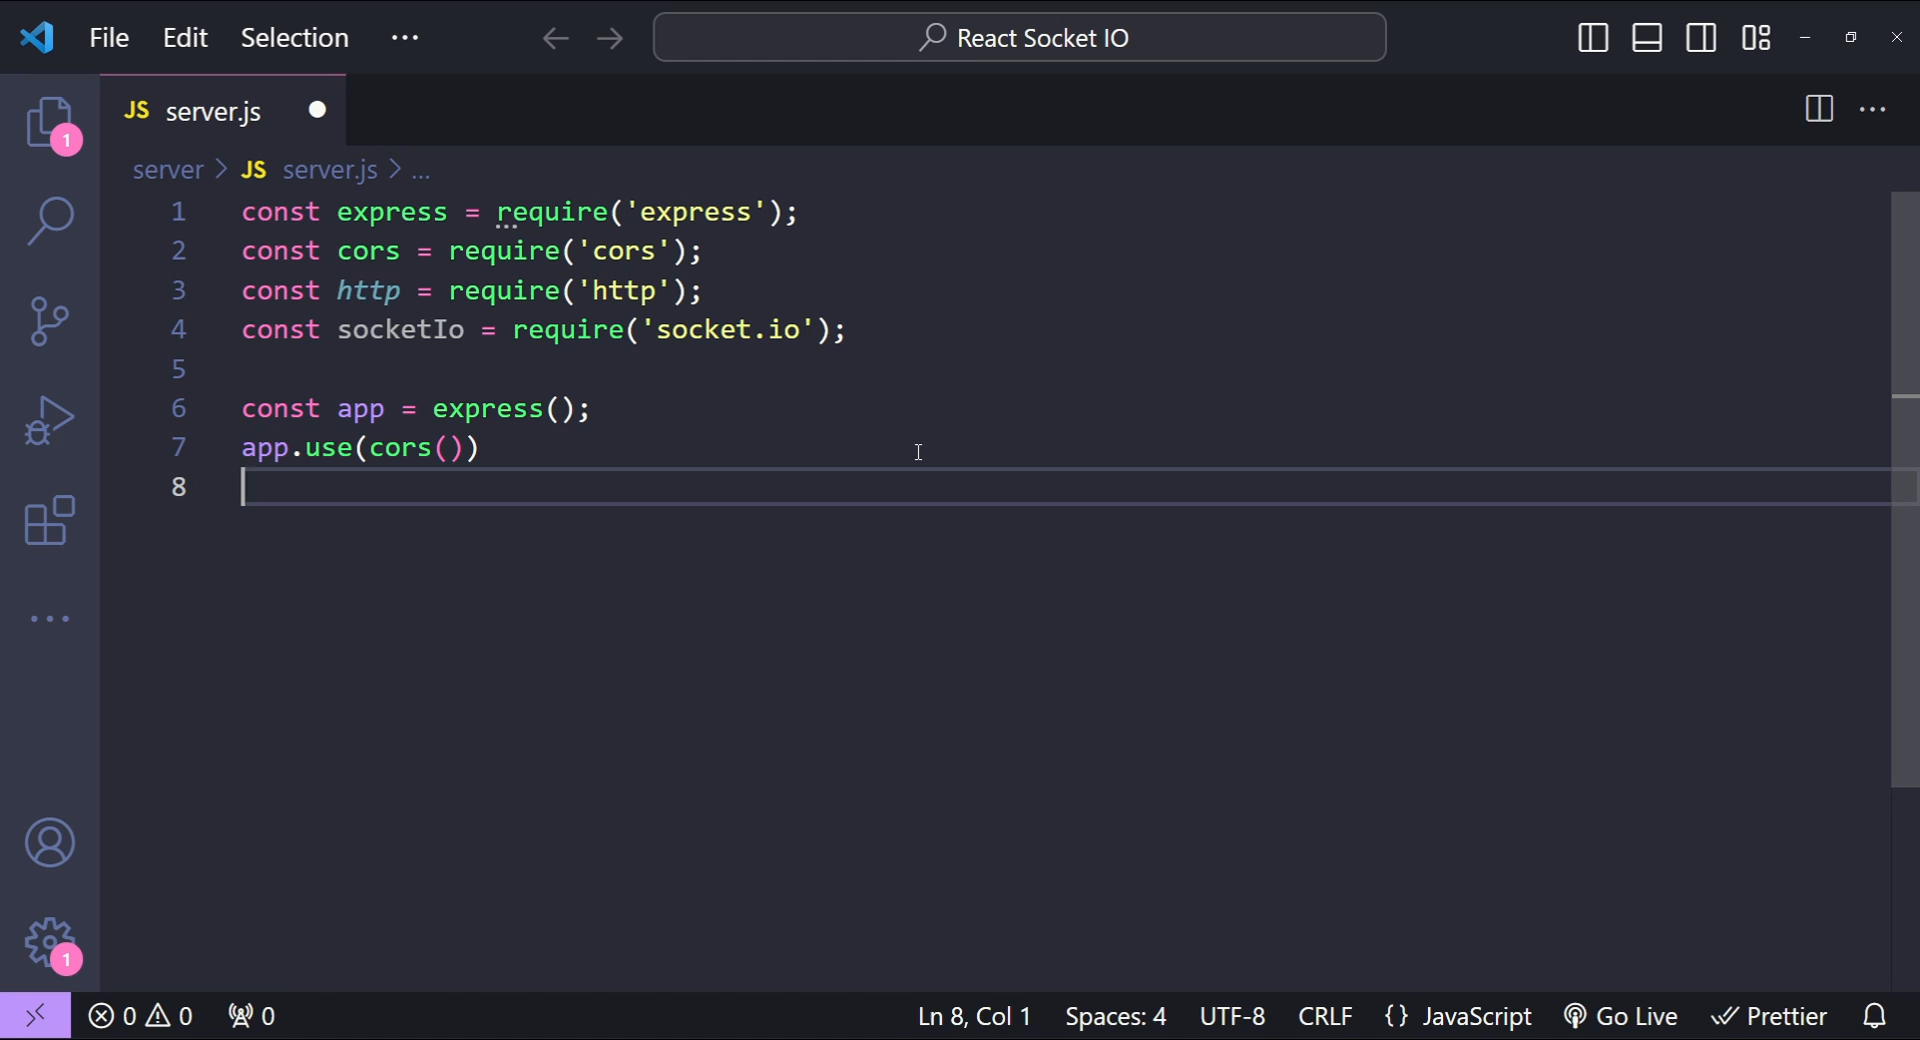 File Edit Selection ···
React Socket IO
1
JS server.js
server > JS server.js > ...
1 const express = require('express');
2 const cors = require('cors');
3 const http = require('http');
4 const socketIo = require('socket.io');
5
6 const app = express();
7 app.use(cors())
8
1
0 0 0
Ln 8, Col 1 Spaces: 4 UTF-8 CRLF {} JavaScript Go Live Prettier